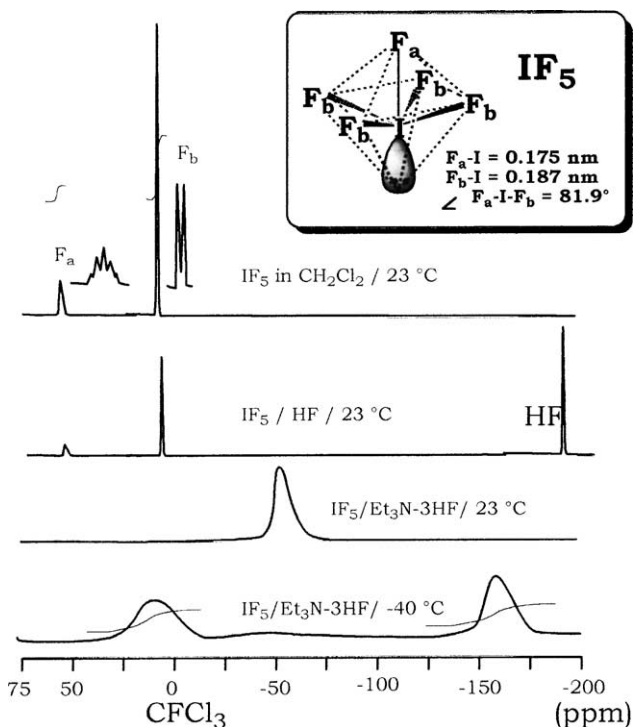 IF5
Fa
Fb
Fb
Fb
Fb
I
Fa-I = 0.175 nm
Fb-I = 0.187 nm
∠ Fa-I-Fb = 81.9°
Fb
Fa
IF5 in CH2Cl2 / 23 °C
IF5 / HF / 23 °C
HF
IF5/Et3N-3HF/ 23 °C
IF5/Et3N-3HF/ -40 °C
75 50 0 -50 -100 -150 -200
CFCl3 (ppm)